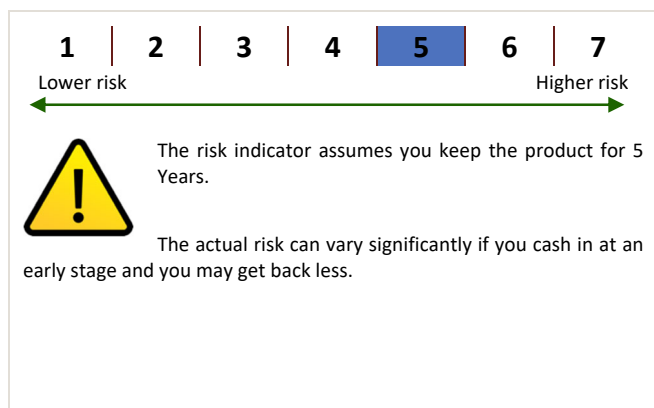 1 2 3 4 5 6 7
Lower risk Higher risk
The risk indicator assumes you keep the product for 5
Years.
The actual risk can vary significantly if you cash in at an
early stage and you may get back less.